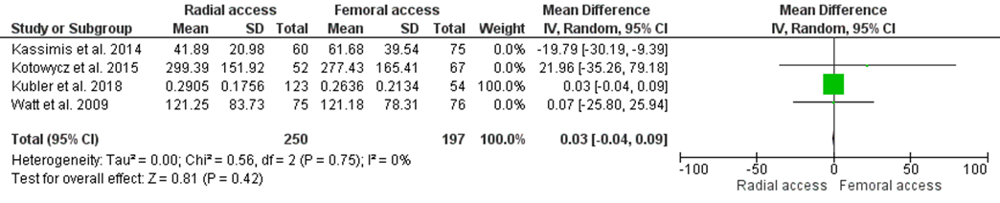 Radial access Femoral access Mean Difference Mean Difference
Study or Subgroup Mean SD Total Mean SD Total Weight IV, Random, 95% CI IV, Random, 95% CI
Kassimis et al. 2014 41.89 20.98 60 61.68 39.54 75 0.0% -19.79 [-30.19, -9.39]
Kotowycz et al. 2015 299.39 151.92 52 277.43 165.41 67 0.0% 21.96 [-35.26, 79.18]
Kubler et al. 2018 0.2905 0.1756 123 0.2636 0.2134 54 100.0% 0.03 [-0.04, 0.09]
Watt et al. 2009 121.25 83.73 75 121.18 78.31 76 0.0% 0.07 [-25.80, 25.94]
Total (95% CI) 250 197 100.0% 0.03 [-0.04, 0.09]
Heterogeneity: Tau² = 0.00; Chi² = 0.56, df = 2 (P = 0.75); I² = 0%
Test for overall effect: Z = 0.81 (P = 0.42)
-100 -50 0 50 100
Radial access Femoral access